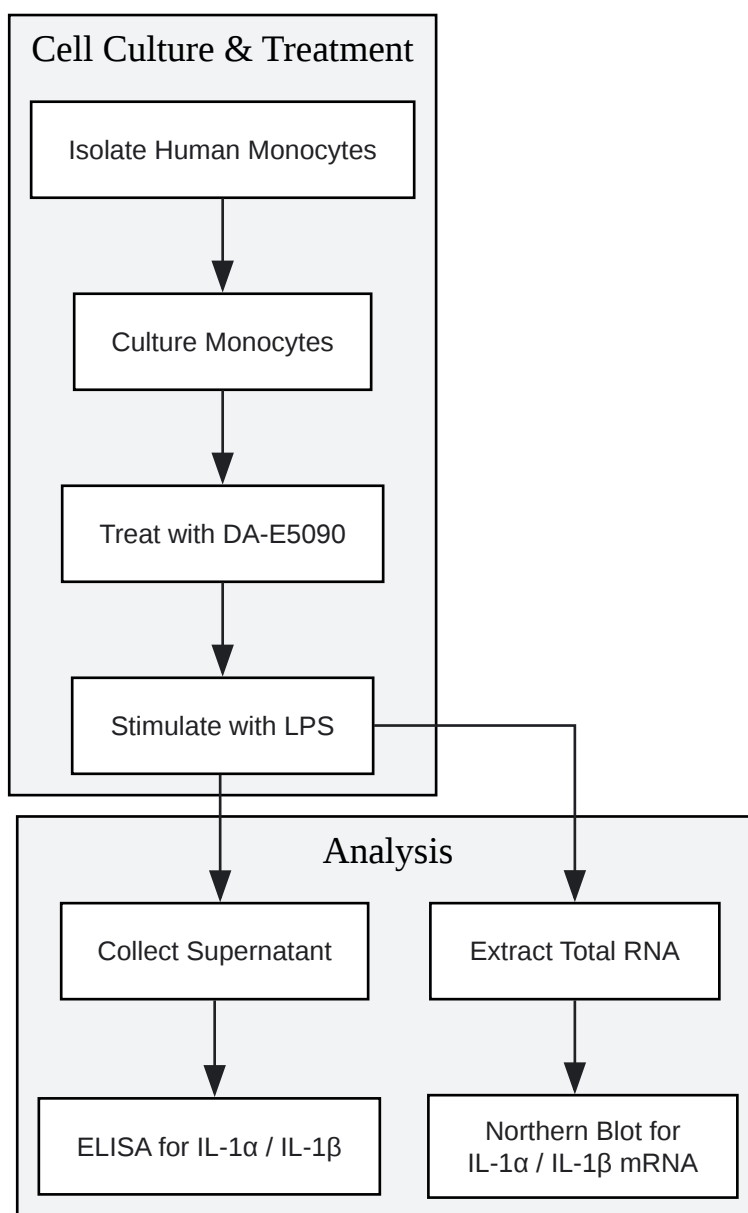 Cell Culture & Treatment
Isolate Human Monocytes
Culture Monocytes
Treat with DA-E5090
Stimulate with LPS
Analysis
Collect Supernatant
Extract Total RNA
ELISA for IL-1α / IL-1β
Northern Blot for
IL-1α / IL-1β mRNA